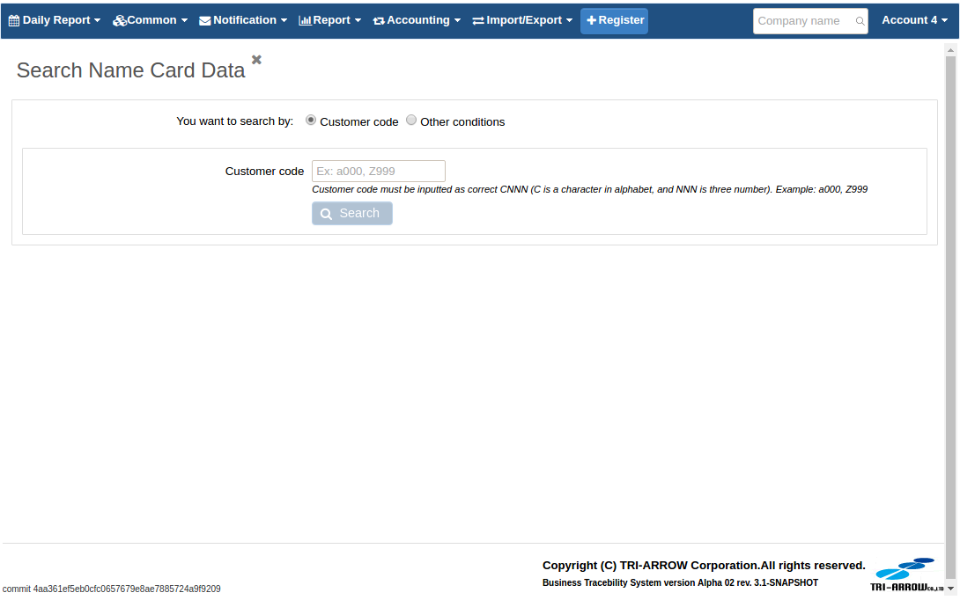 Daily Report Common Notification Report Accounting Import/Export Register Company name Account 4
Search Name Card Data
You want to search by: Customer code Other conditions
Customer code Ex: a000, Z999
Customer code must be inputted as correct CNNN (C is a character in alphabet, and NNN is three number). Example: a000, Z999
Search
Copyright (C) TRI-ARROW Corporation.All rights reserved.
Business Tracebility System version Alpha 02 rev. 3.1-SNAPSHOT
TRI-ARROW CO.,LTD
commit 4aa361ef5eb0cfc0657679e8ae7885724a9f9209